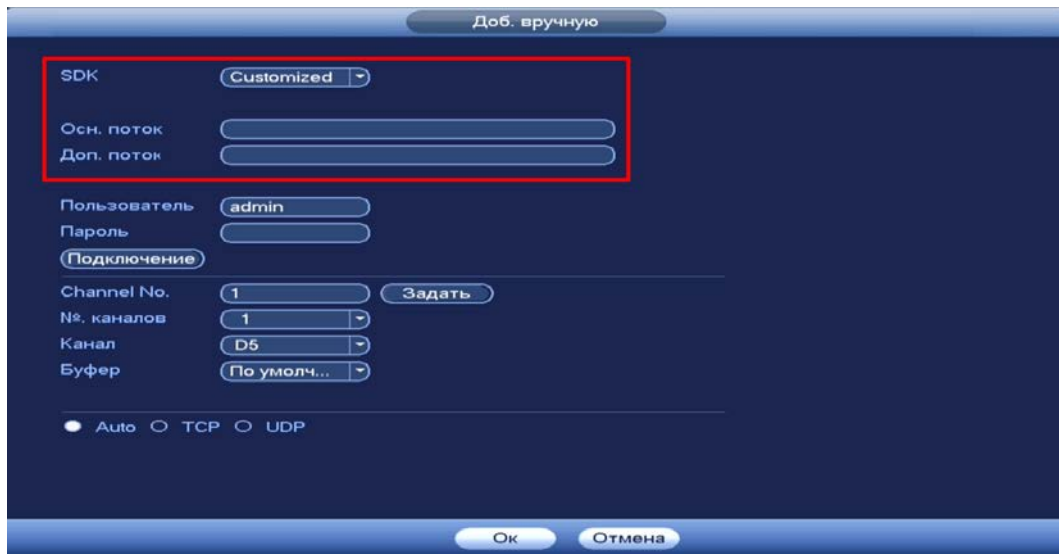 Доб. вручную
SDK Customized
Осн. поток
Доп. поток
Пользователь admin
Пароль
Подключение
Channel No. 1 Задать
№. каналов 1
Канал D5
Буфер По умолч...
Auto TCP UDP
Ок Отмена